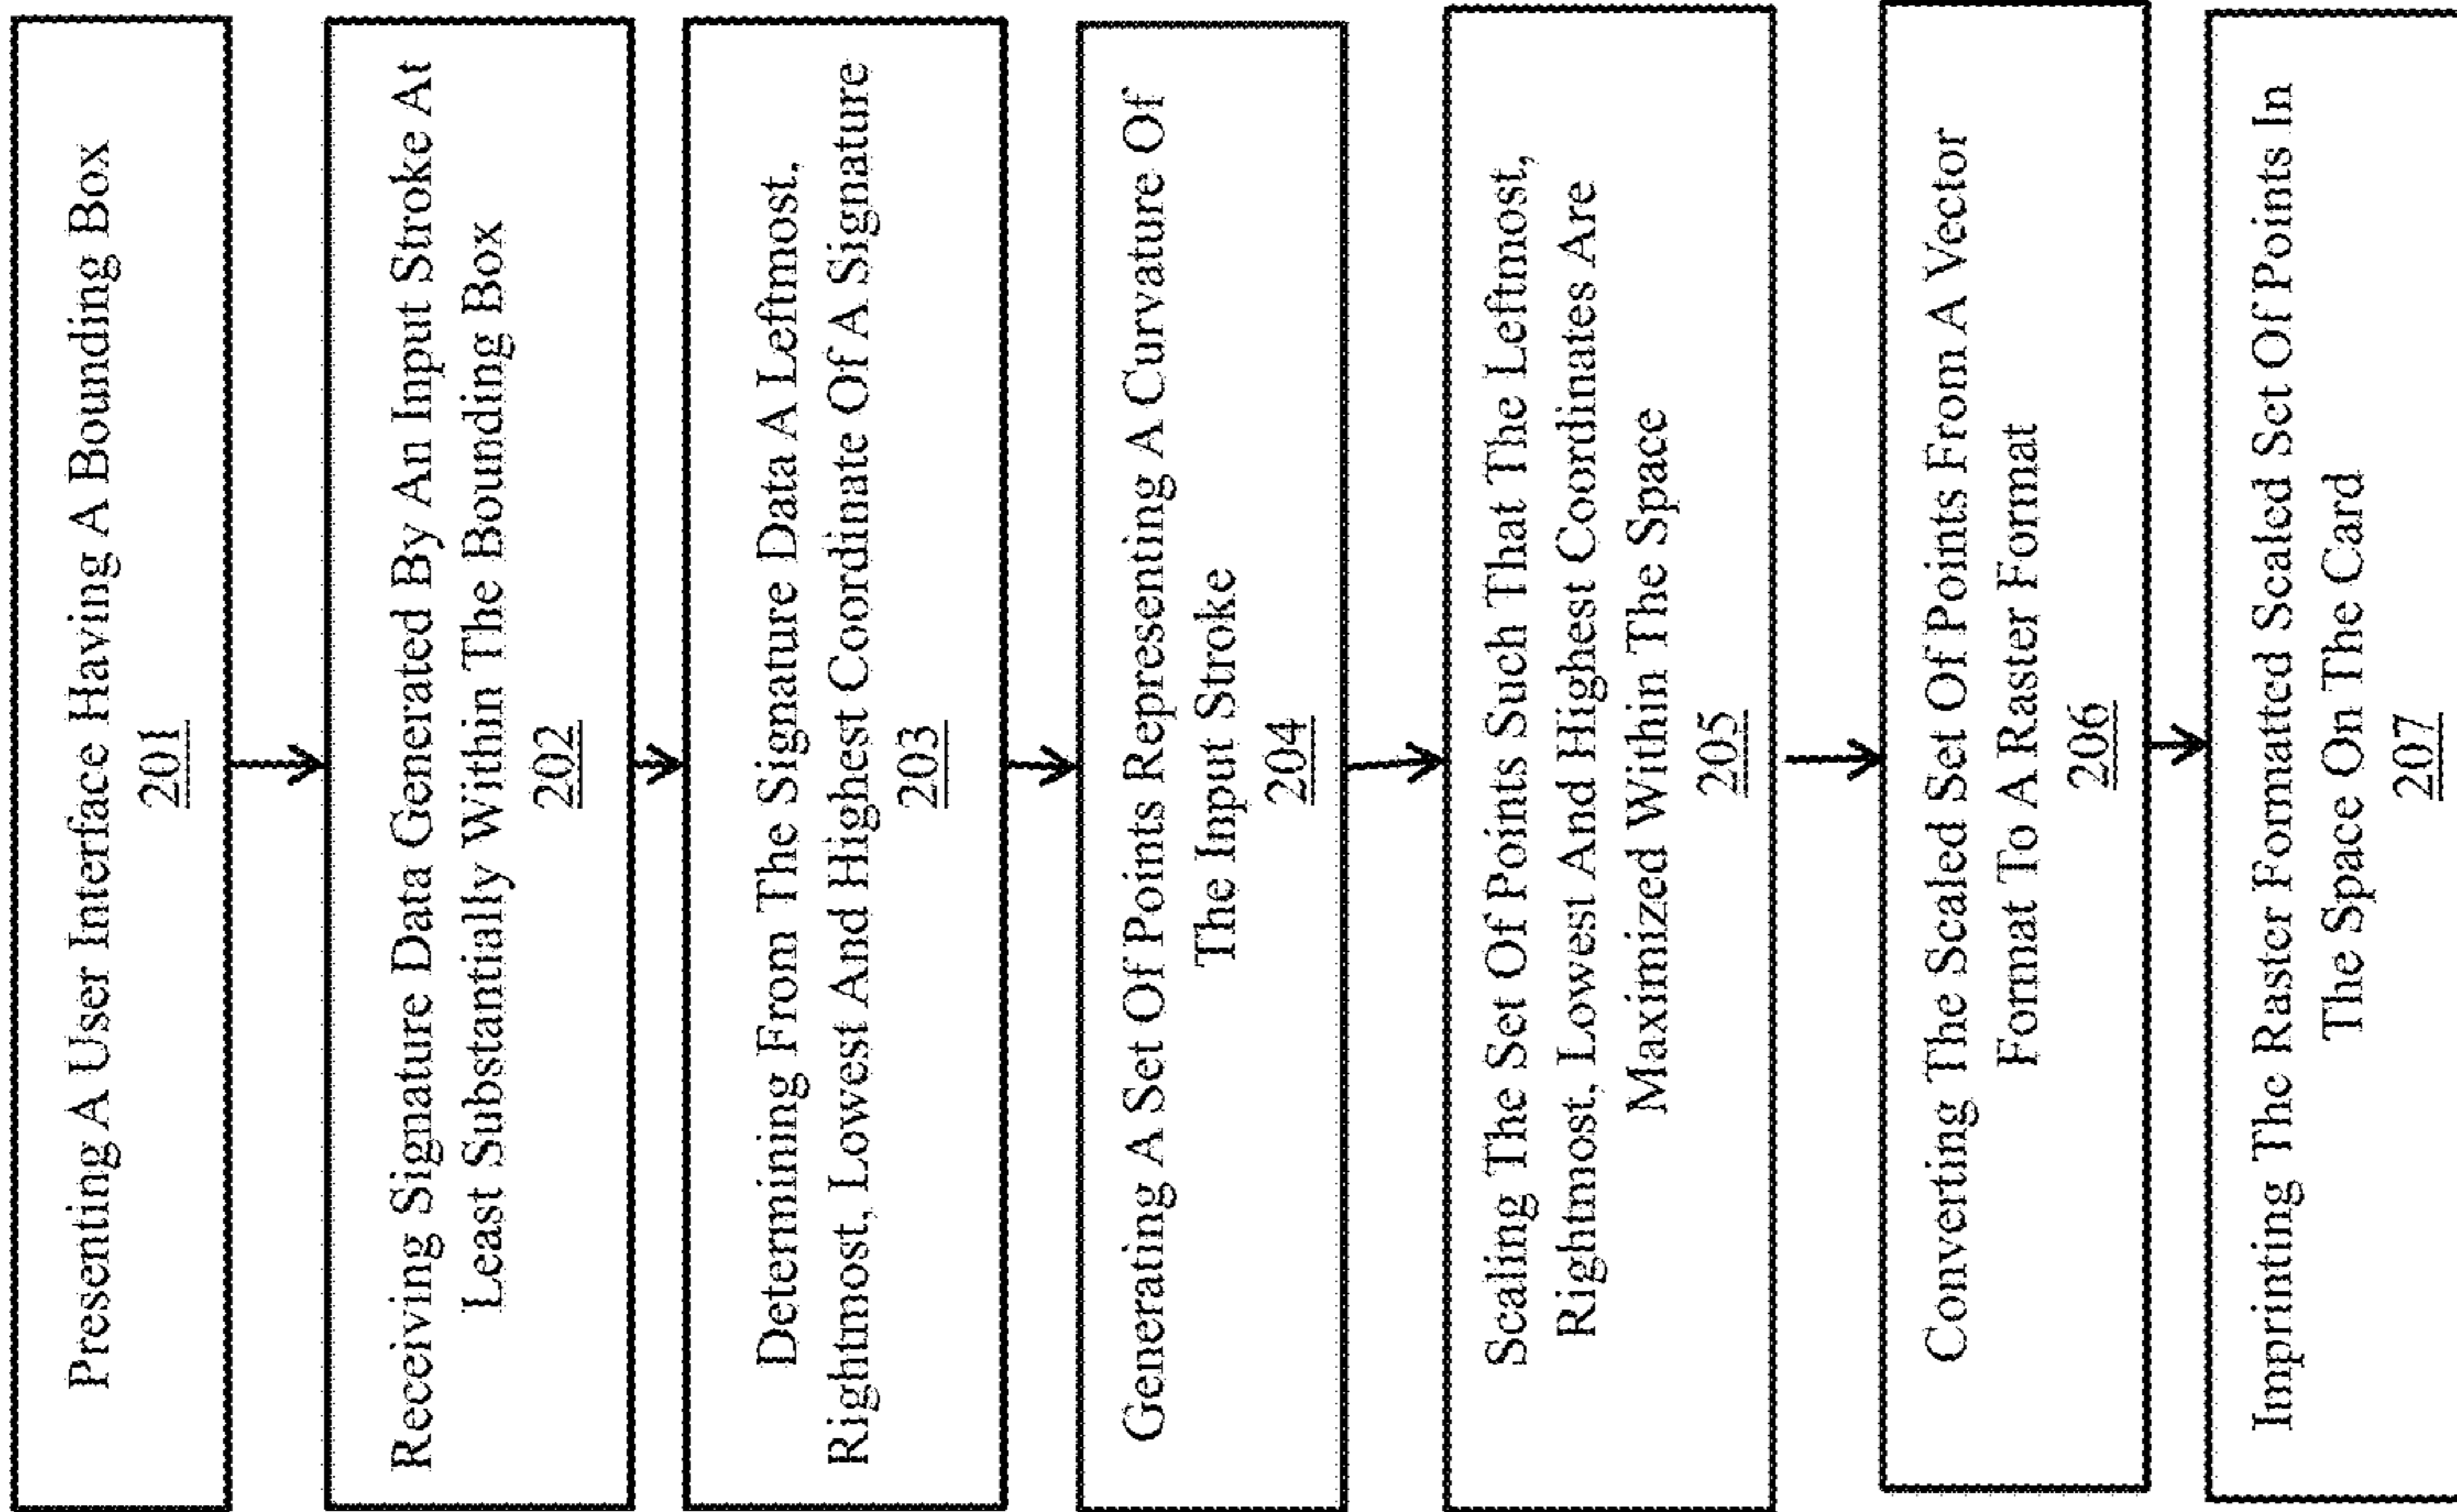 Presenting A User Interface Having A Bounding Box
201
Receiving Signature Data Generated By An Input Stroke At
Least Substantially Within The Bounding Box
202
Determining From The Signature Data A Leftmost,
Rightmost, Lowest And Highest Coordinate Of A Signature
203
Generating A Set Of Points Representing A Curvature Of
The Input Stroke
204
Scaling The Set Of Points Such That The Leftmost,
Rightmost, Lowest And Highest Coordinates Are
Maximized Within The Space
205
Converting The Scaled Set Of Points From A Vector
Format To A Raster Format
206
Imprinting The Raster Formatted Scaled Set Of Points In
The Space On The Card
207